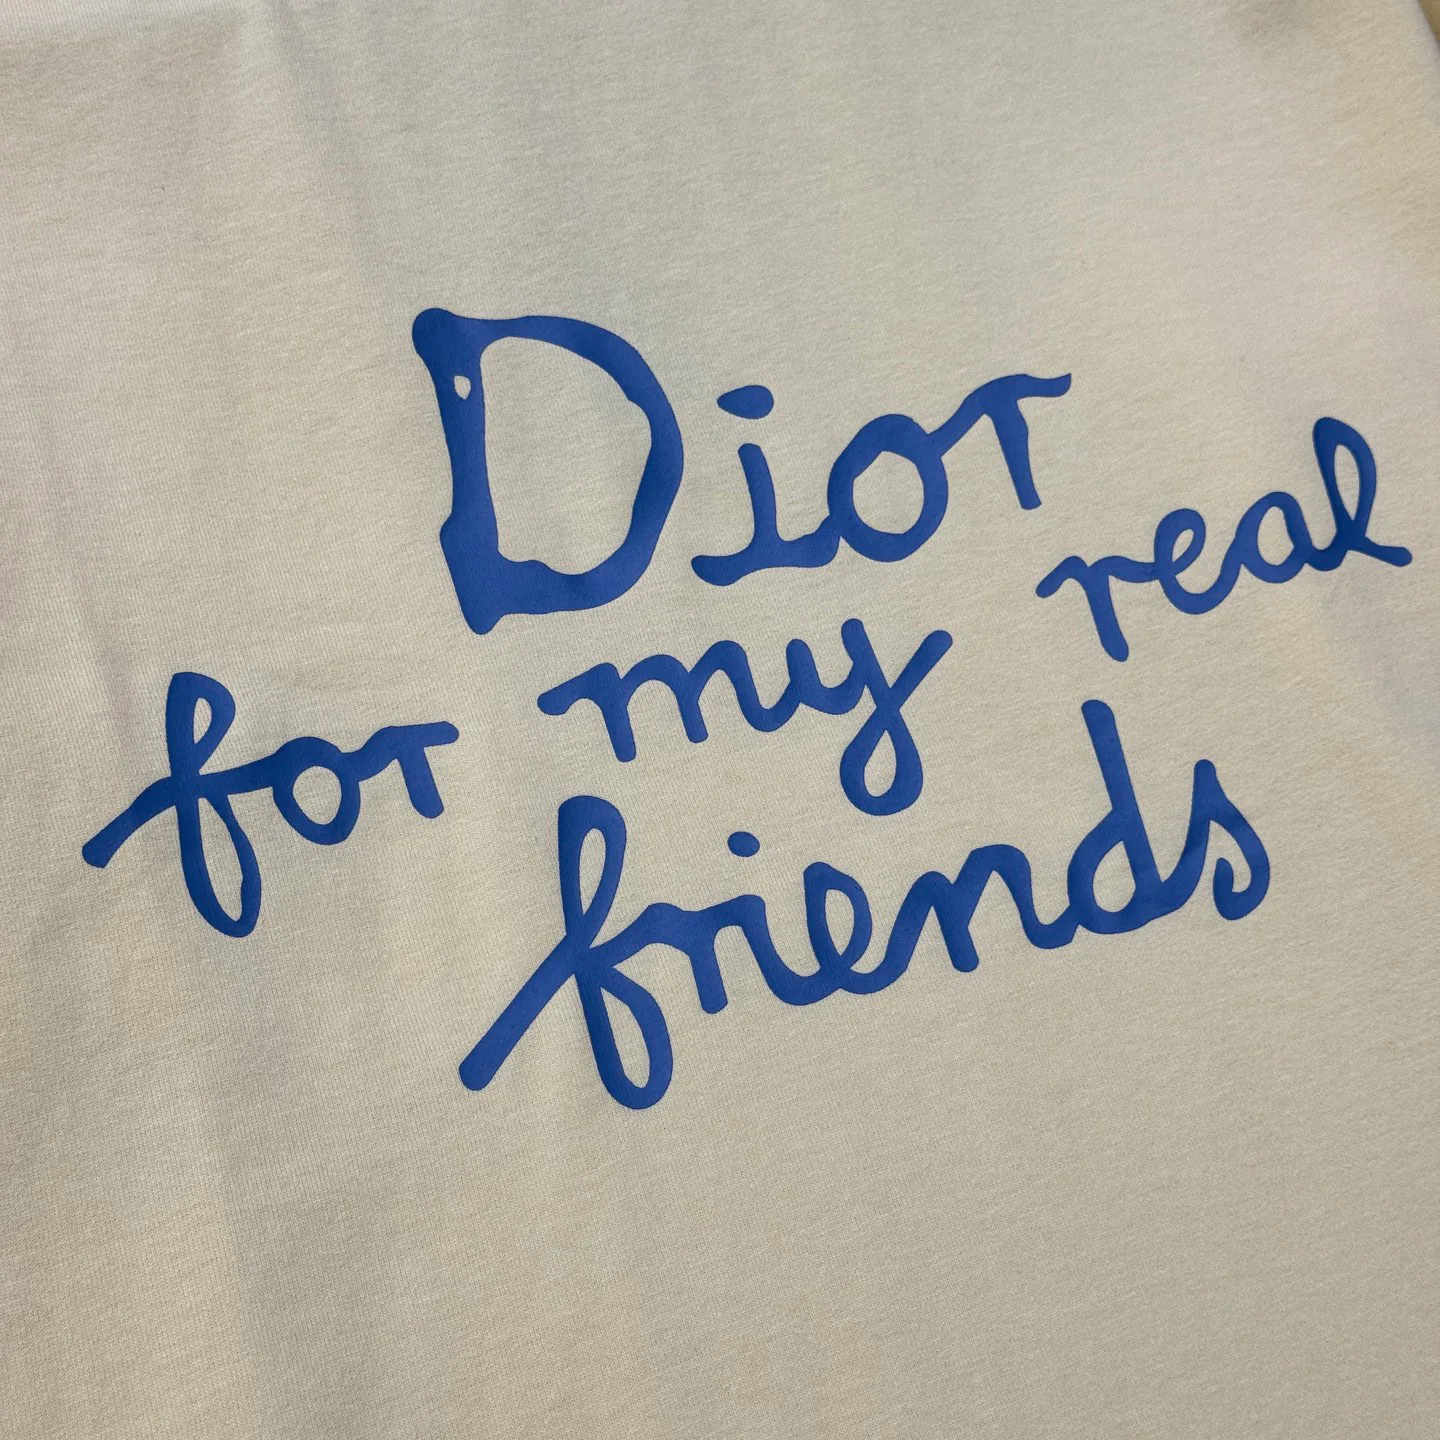 Dior
for my real
friends